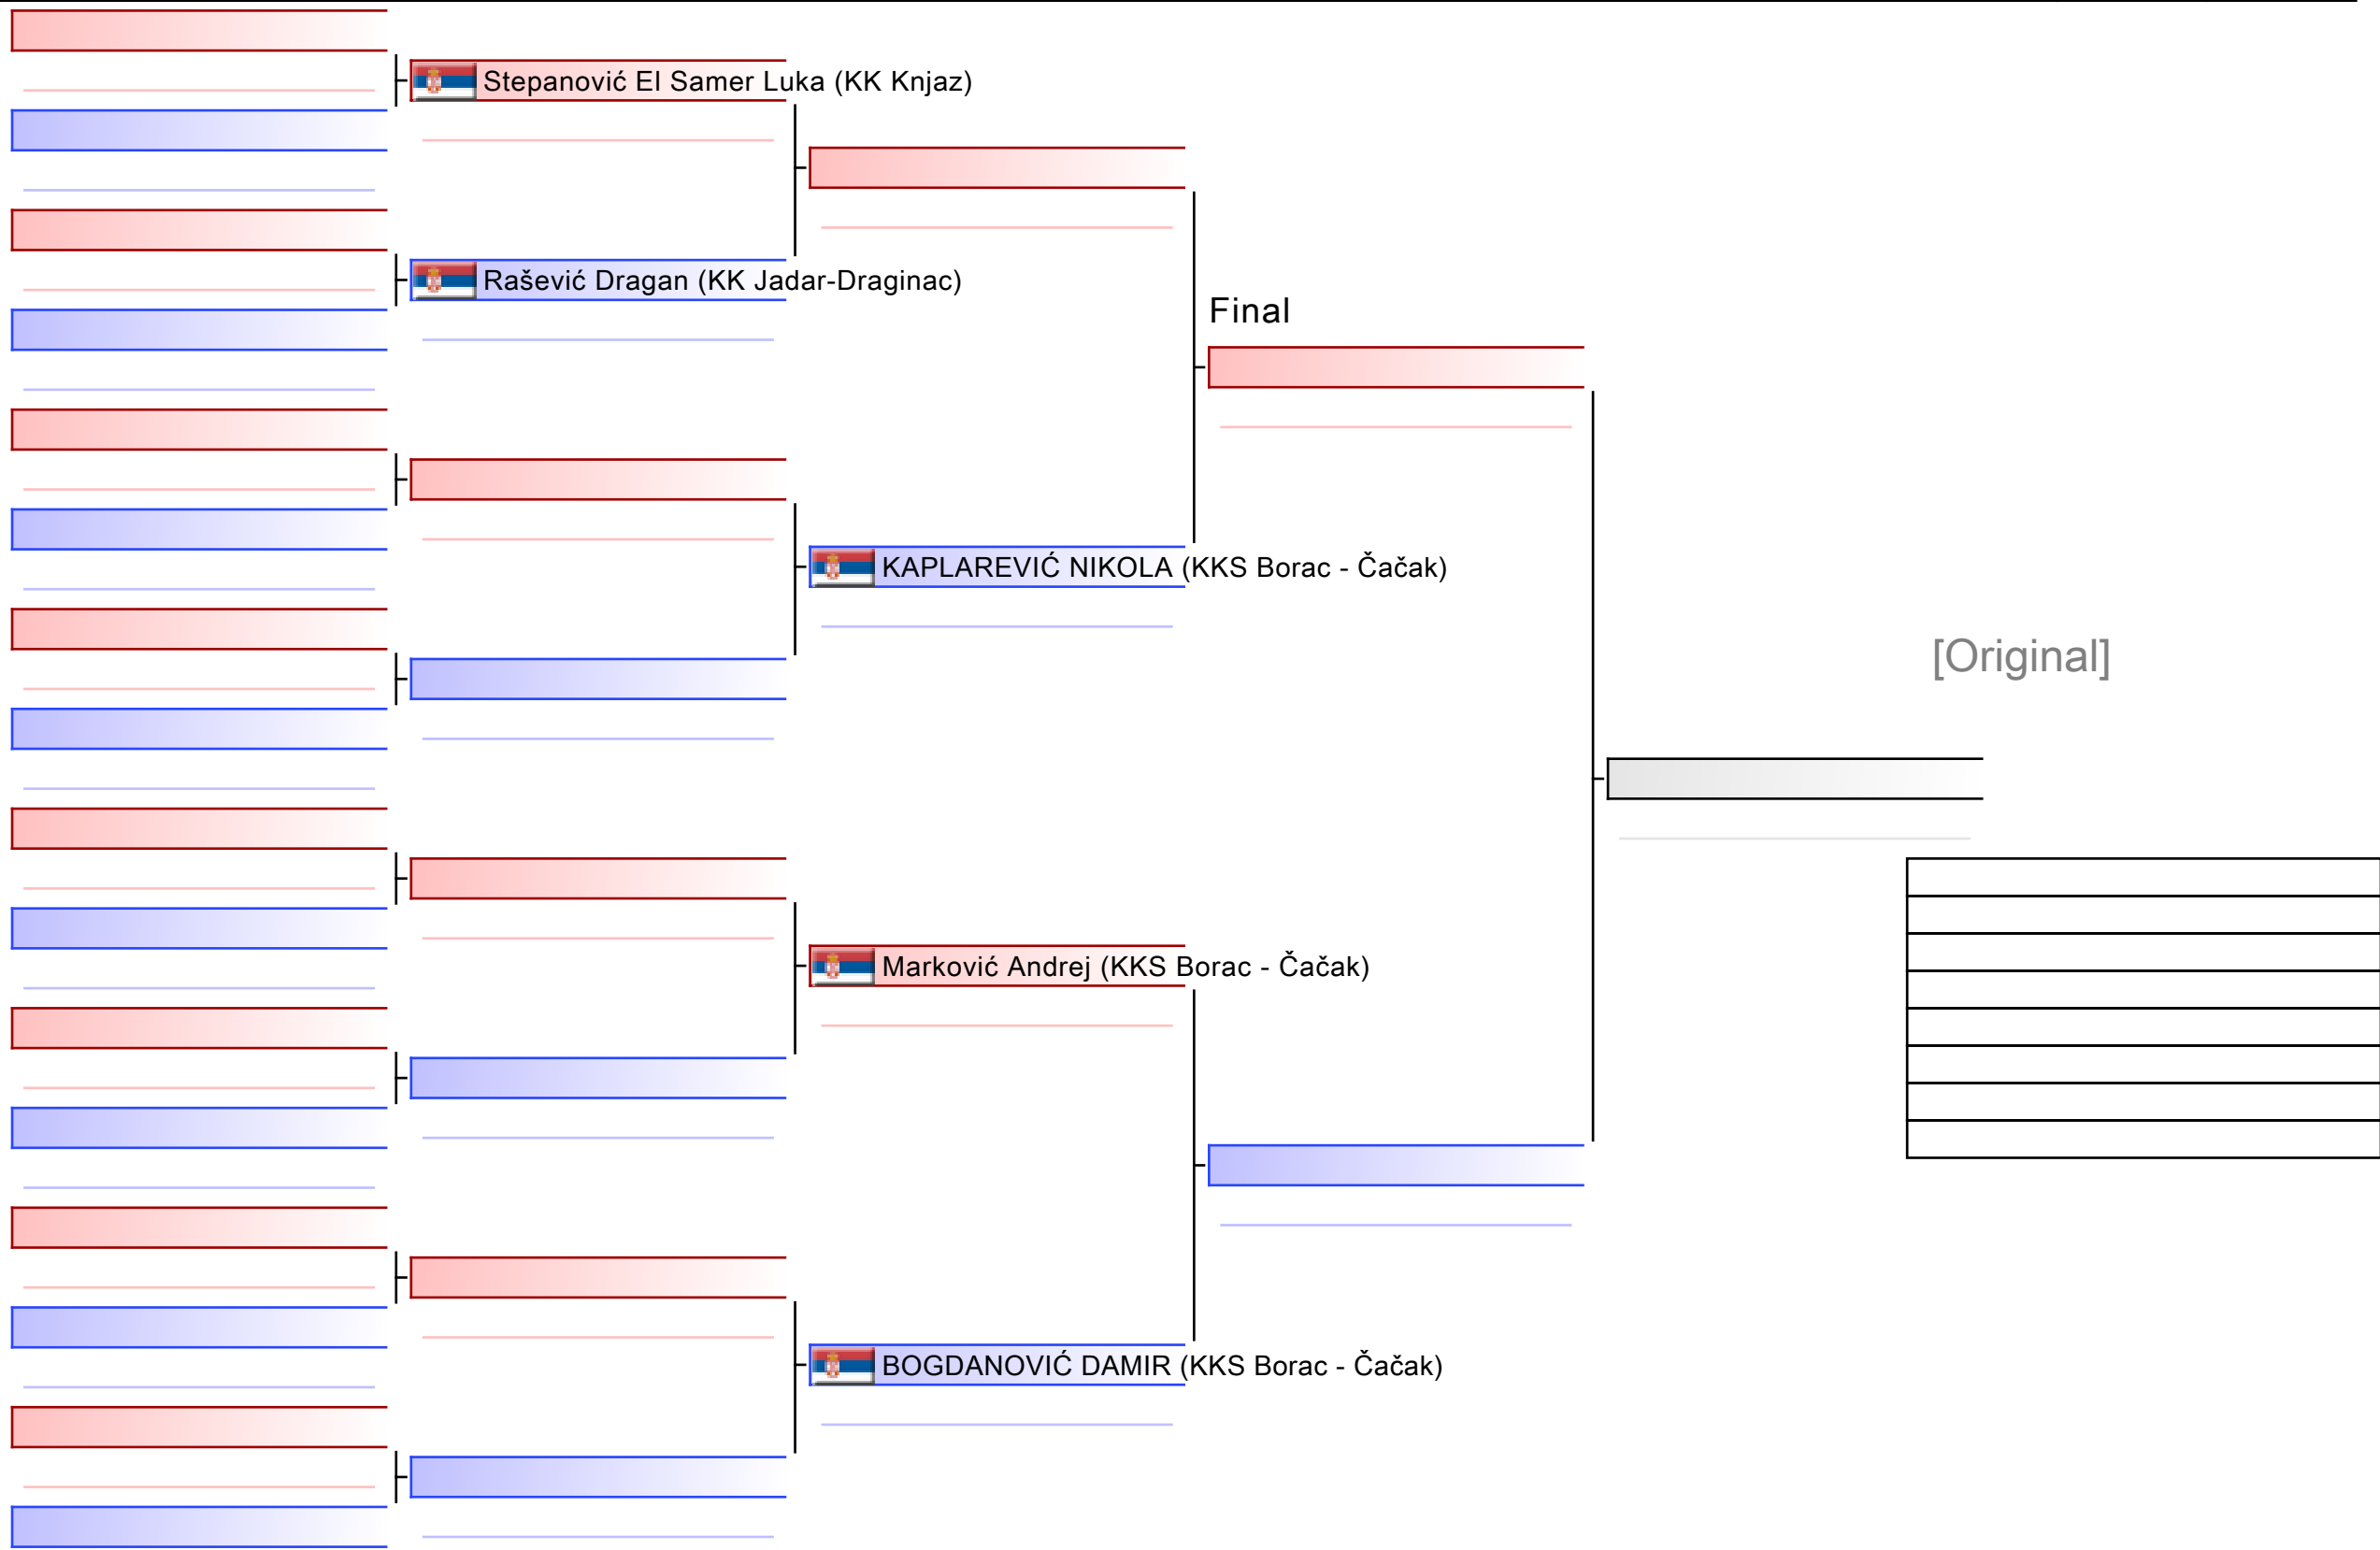 Stepanović El Samer Luka (KK Knjaz)
Rašević Dragan (KK Jadar-Draginac)
Final
KAPLAREVIĆ NIKOLA (KKS Borac - Čačak)
[Original]
Marković Andrej (KKS Borac - Čačak)
BOGDANOVIĆ DAMIR (KKS Borac - Čačak)